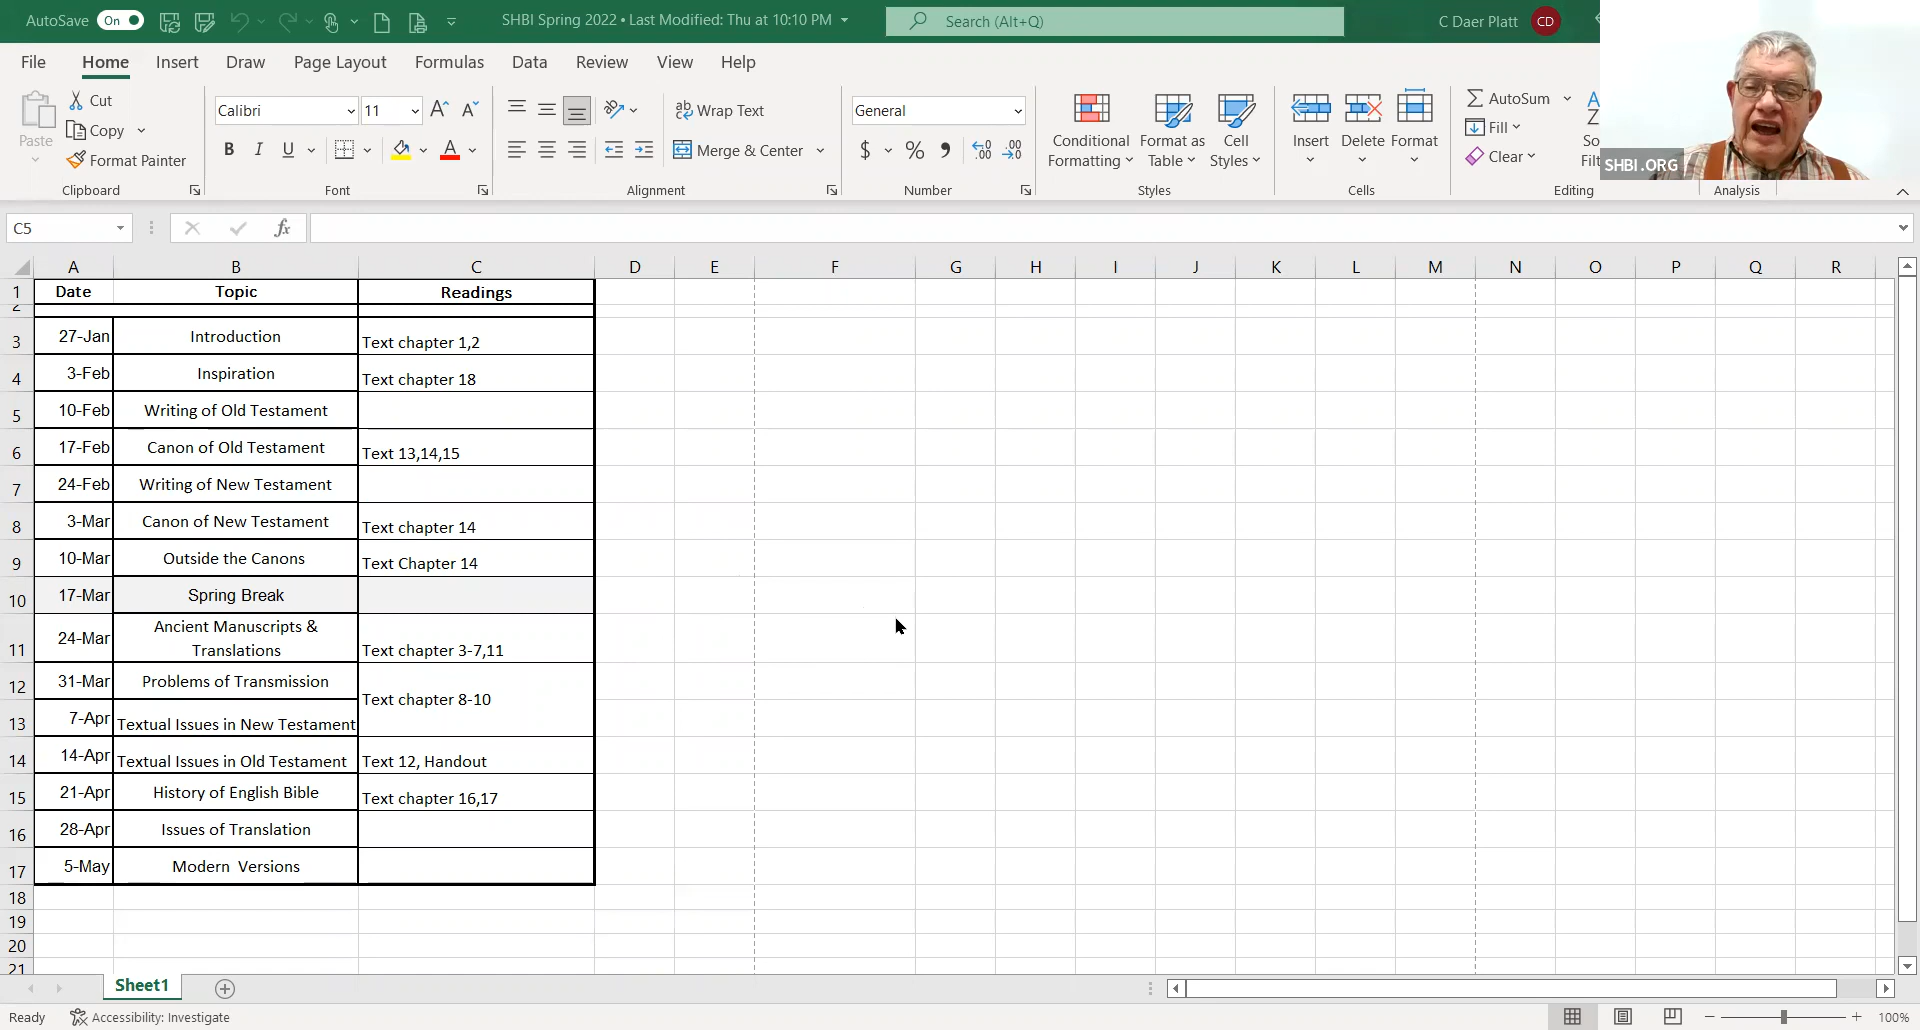 AutoSave On SHBI Spring 2022 • Last Modified: Thu at 10:10 PM Search (Alt+Q) C Daer Platt CD
File Home Insert Draw Page Layout Formulas Data Review View Help
Paste Cut Copy Format Painter Clipboard
Calibri 11 A A B I U A Font
ab Wrap Text Merge & Center Alignment
General $ % , Number
Conditional Formatting Format as Table Cell Styles Styles
Insert Delete Format Cells
AutoSum Fill Clear Editing
Analysis
SHBI.ORG
C5 fx
A B C D E F G H I J K L M N O P Q R
1 Date Topic Readings
2
3 27-Jan Introduction Text chapter 1,2
4 3-Feb Inspiration Text chapter 18
5 10-Feb Writing of Old Testament
6 17-Feb Canon of Old Testament Text 13,14,15
7 24-Feb Writing of New Testament
8 3-Mar Canon of New Testament Text chapter 14
9 10-Mar Outside the Canons Text Chapter 14
10 17-Mar Spring Break
11 24-Mar Ancient Manuscripts & Translations Text chapter 3-7,11
12 31-Mar Problems of Transmission Text chapter 8-10
13 7-Apr Textual Issues in New Testament
14 14-Apr Textual Issues in Old Testament Text 12, Handout
15 21-Apr History of English Bible Text chapter 16,17
16 28-Apr Issues of Translation
17 5-May Modern Versions
18
19
20
21
Sheet1
Ready Accessibility: Investigate 100%